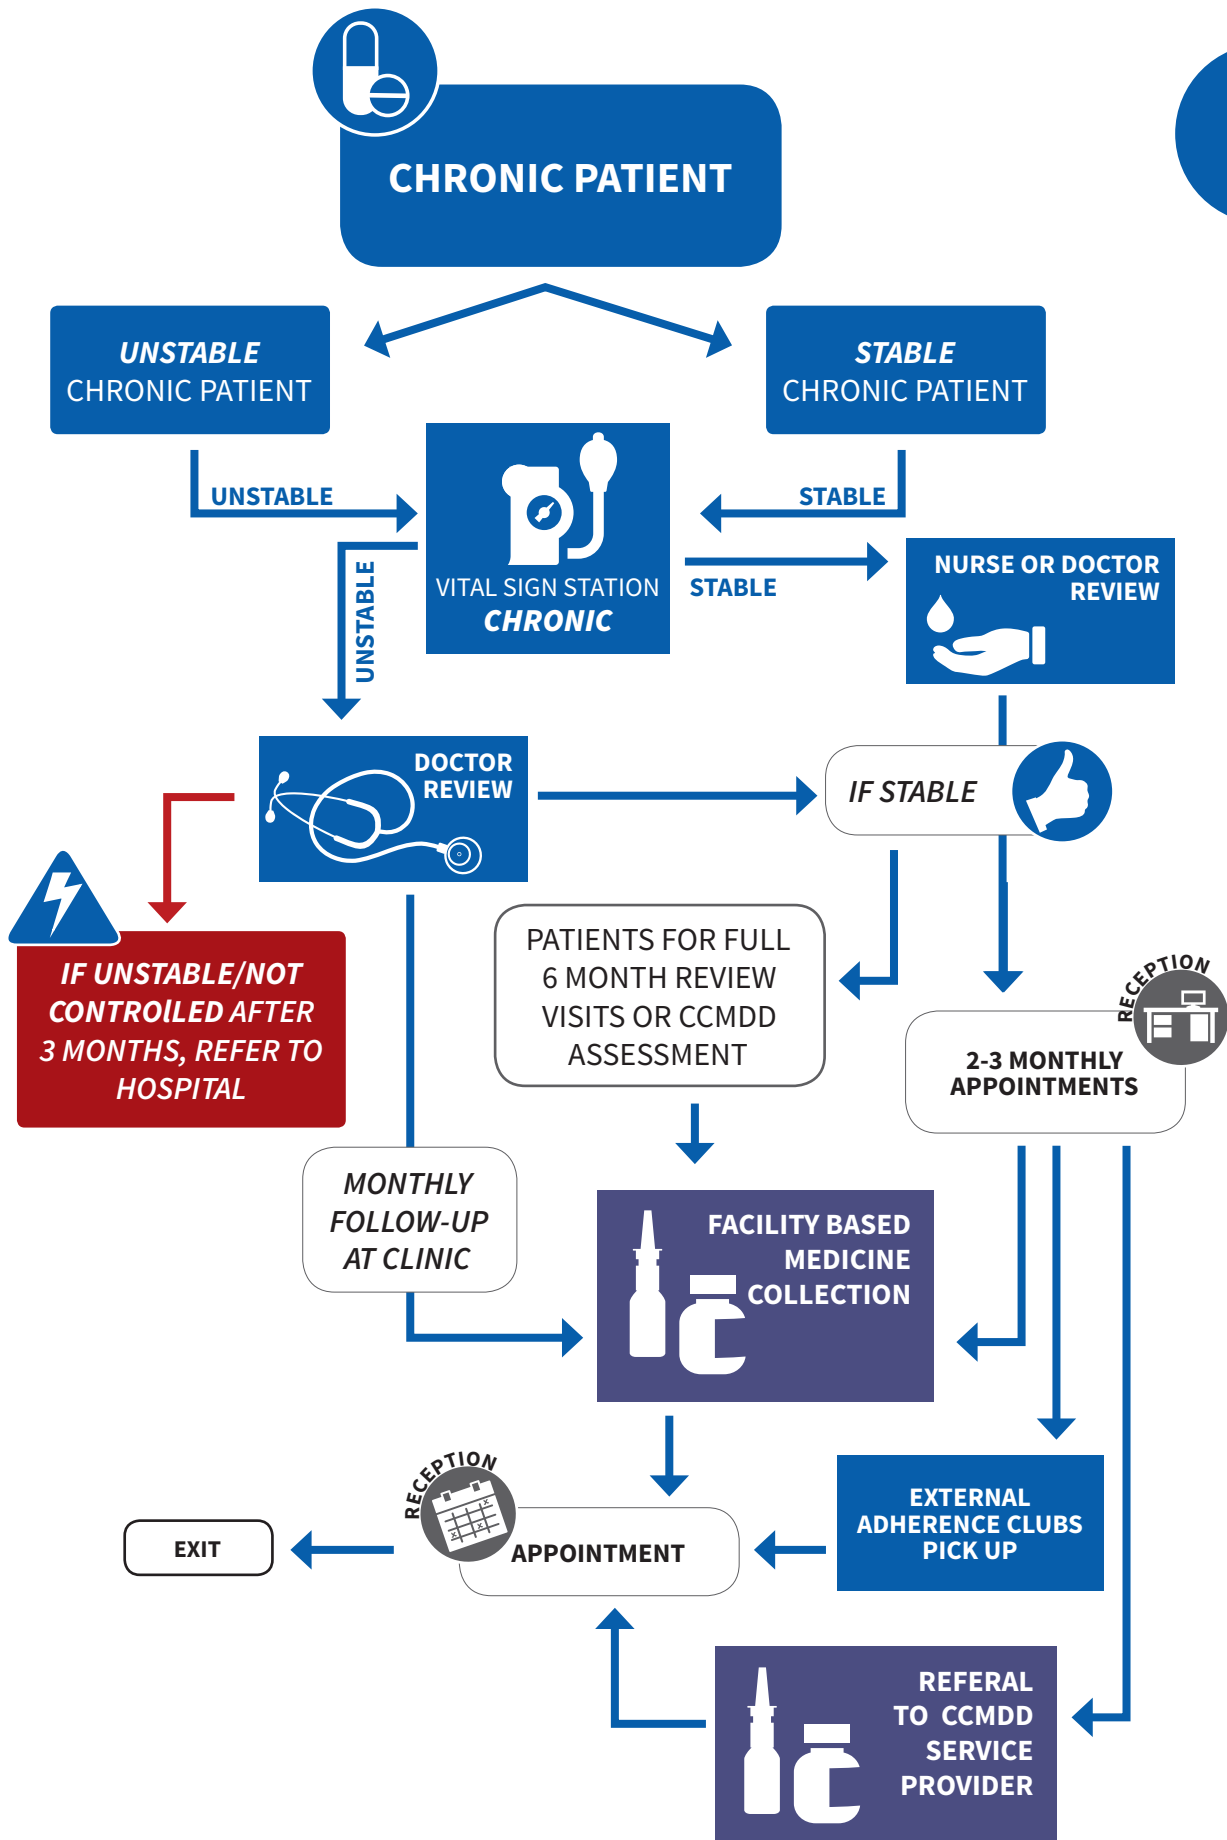 CHRONIC PATIENT
UNSTABLE
CHRONIC PATIENT
STABLE
CHRONIC PATIENT
UNSTABLE
STABLE
VITAL SIGN STATION
CHRONIC
UNSTABLE
STABLE
NURSE OR DOCTOR
REVIEW
DOCTOR
REVIEW
IF STABLE
IF UNSTABLE/NOT
CONTROlLED AFTER
3 MONTHS, REFER TO
HOSPITAL
PATIENTS FOR FULL
6 MONTH REVIEW
VISITS OR CCMDD
ASSESSMENT
RECEPTION
2-3 MONTHLY
APPOINTMENTS
MONTHLY
FOLLOW-UP
AT CLINIC
FACILITY BASED
MEDICINE
COLLECTION
RECEPTION
APPOINTMENT
EXIT
EXTERNAL
ADHERENCE CLUBS
PICK UP
REFERAL
TO CCMDD
SERVICE
PROVIDER